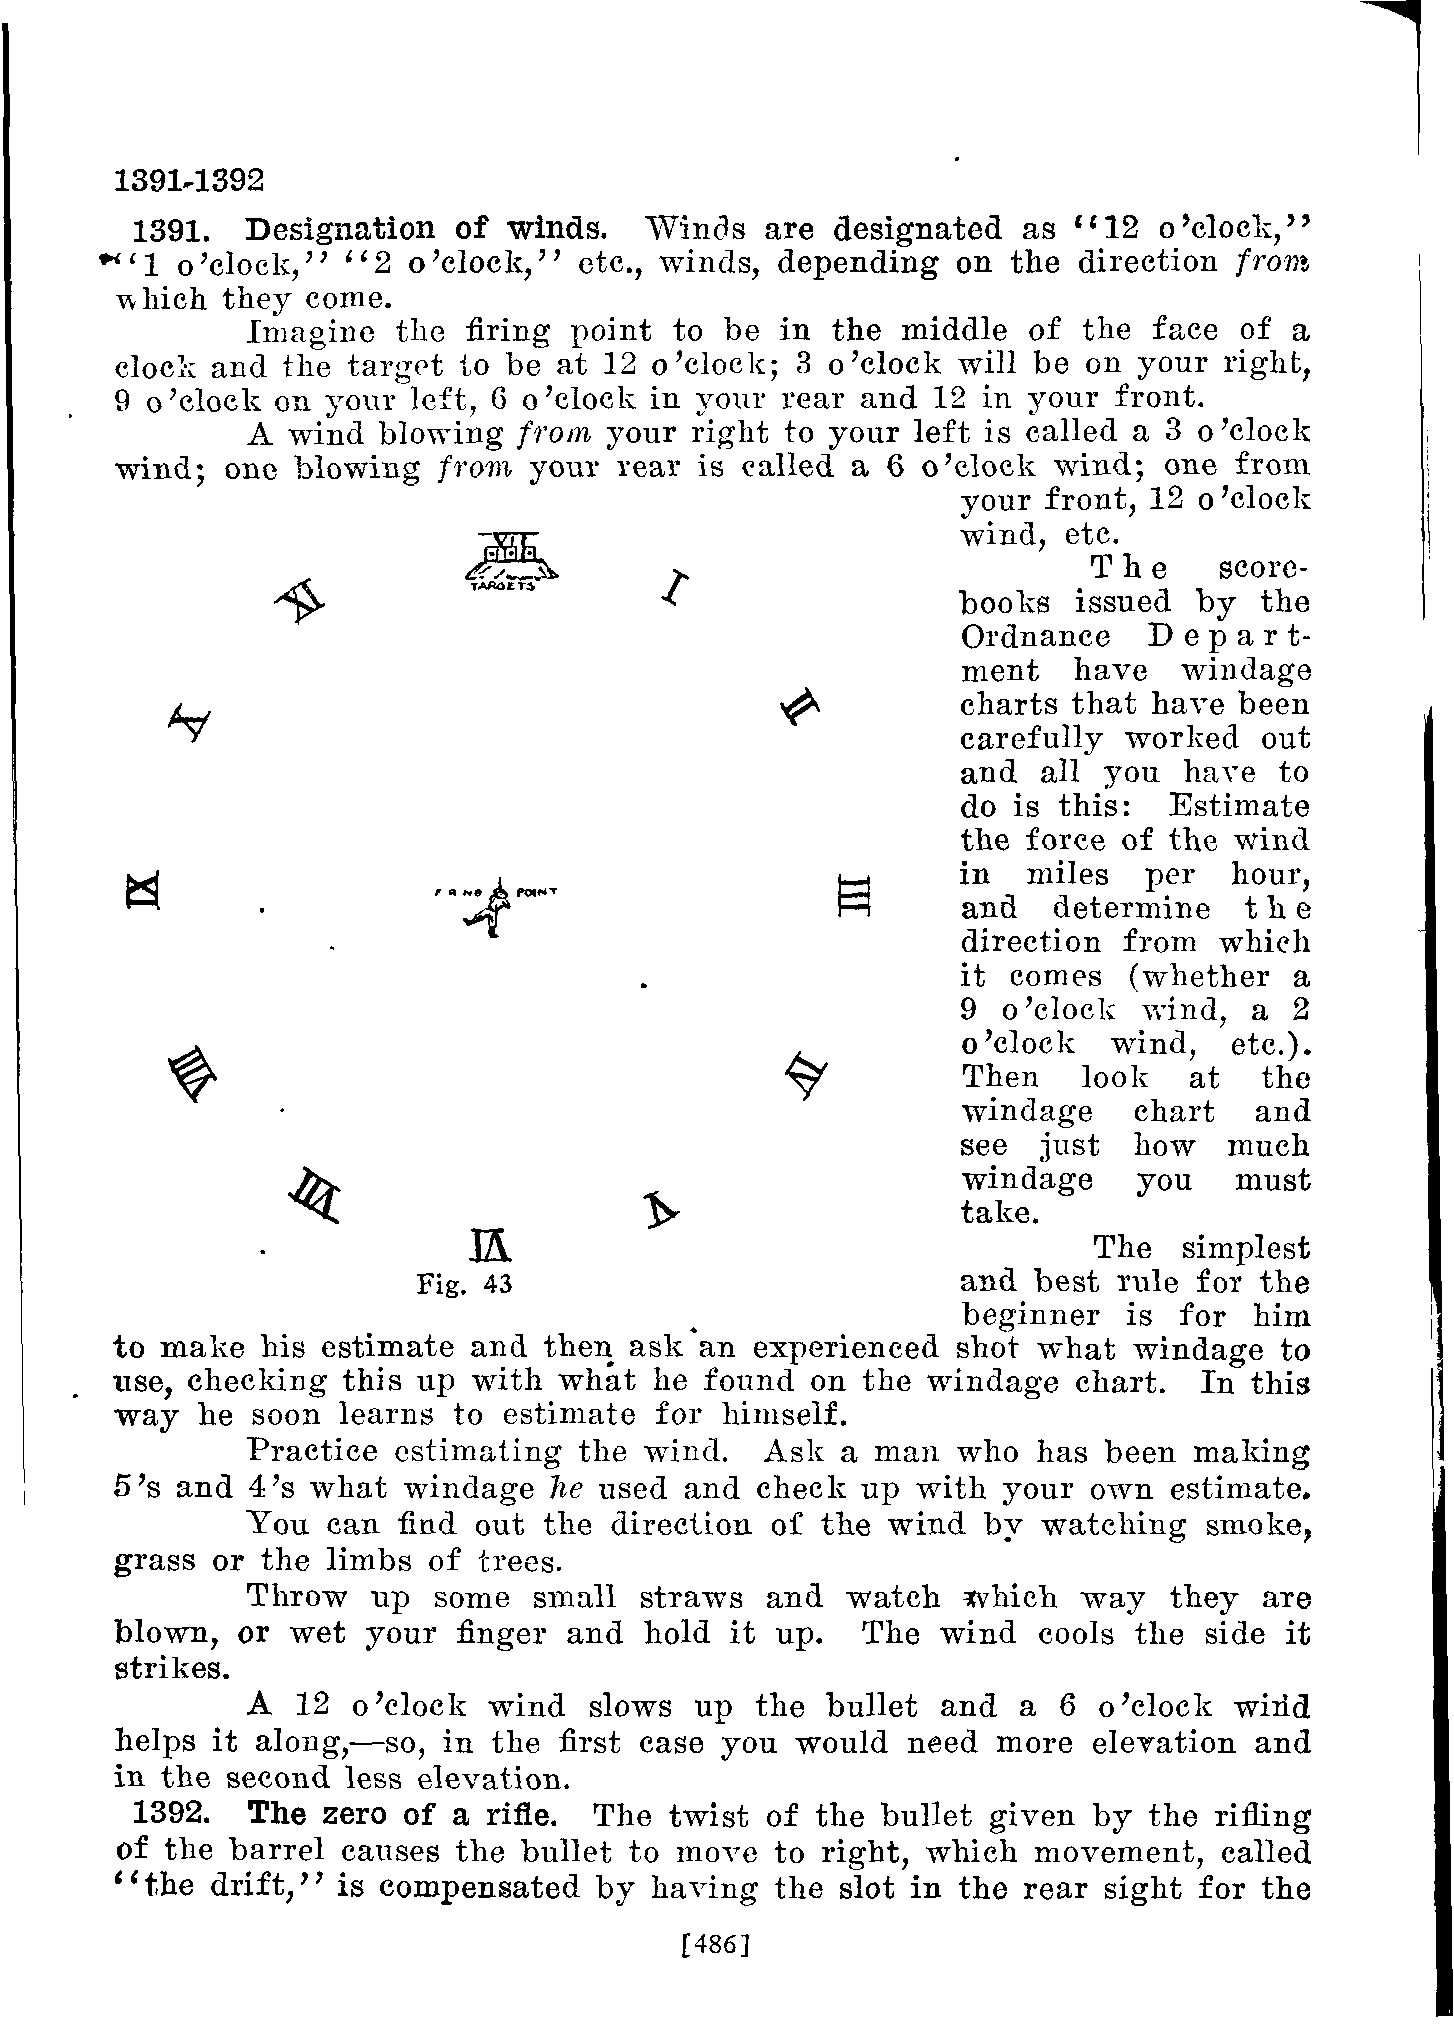 1391-1392
1391. Designation of winds. Winds are designated as "12 o'clock,"
"1 o'clock," "2 o'clock," etc., winds, depending on the direction from
which they come.
Imagine the firing point to be in the middle of the face of a
clock and the target to be at 12 o'clock; 3 o'clock will be on your right,
9 o'clock on your left, 6 o'clock in your rear and 12 in your front.
A wind blowing from your right to your left is called a 3 o'clock
wind; one blowing from your rear is called a 6 o'clock wind; one from
your front, 12 o'clock
wind, etc.
The score-
books issued by the
Ordnance Depart-
ment have windage
charts that have been
carefully worked out
and all you have to
do is this: Estimate
the force of the wind
in miles per hour,
and determine the
direction from which
it comes (whether a
9 o'clock wind, a 2
o'clock wind, etc.).
Then look at the
windage chart and
see just how much
windage you must
take.
The simplest
and best rule for the
beginner is for him
XII
TARGETS
I
II
III
IV
V
VI
VII
VIII
IX
X
XI
POINT
Fig. 43
to make his estimate and then ask an experienced shot what windage to
use, checking this up with what he found on the windage chart. In this
way he soon learns to estimate for himself.
Practice estimating the wind. Ask a man who has been making
5's and 4's what windage he used and check up with your own estimate.
You can find out the direction of the wind by watching smoke,
grass or the limbs of trees.
Throw up some small straws and watch which way they are
blown, or wet your finger and hold it up. The wind cools the side it
strikes.
A 12 o'clock wind slows up the bullet and a 6 o'clock wind
helps it along,—so, in the first case you would need more elevation and
in the second less elevation.
1392. The zero of a rifle. The twist of the bullet given by the rifling
of the barrel causes the bullet to move to right, which movement, called
"the drift," is compensated by having the slot in the rear sight for the
[486]